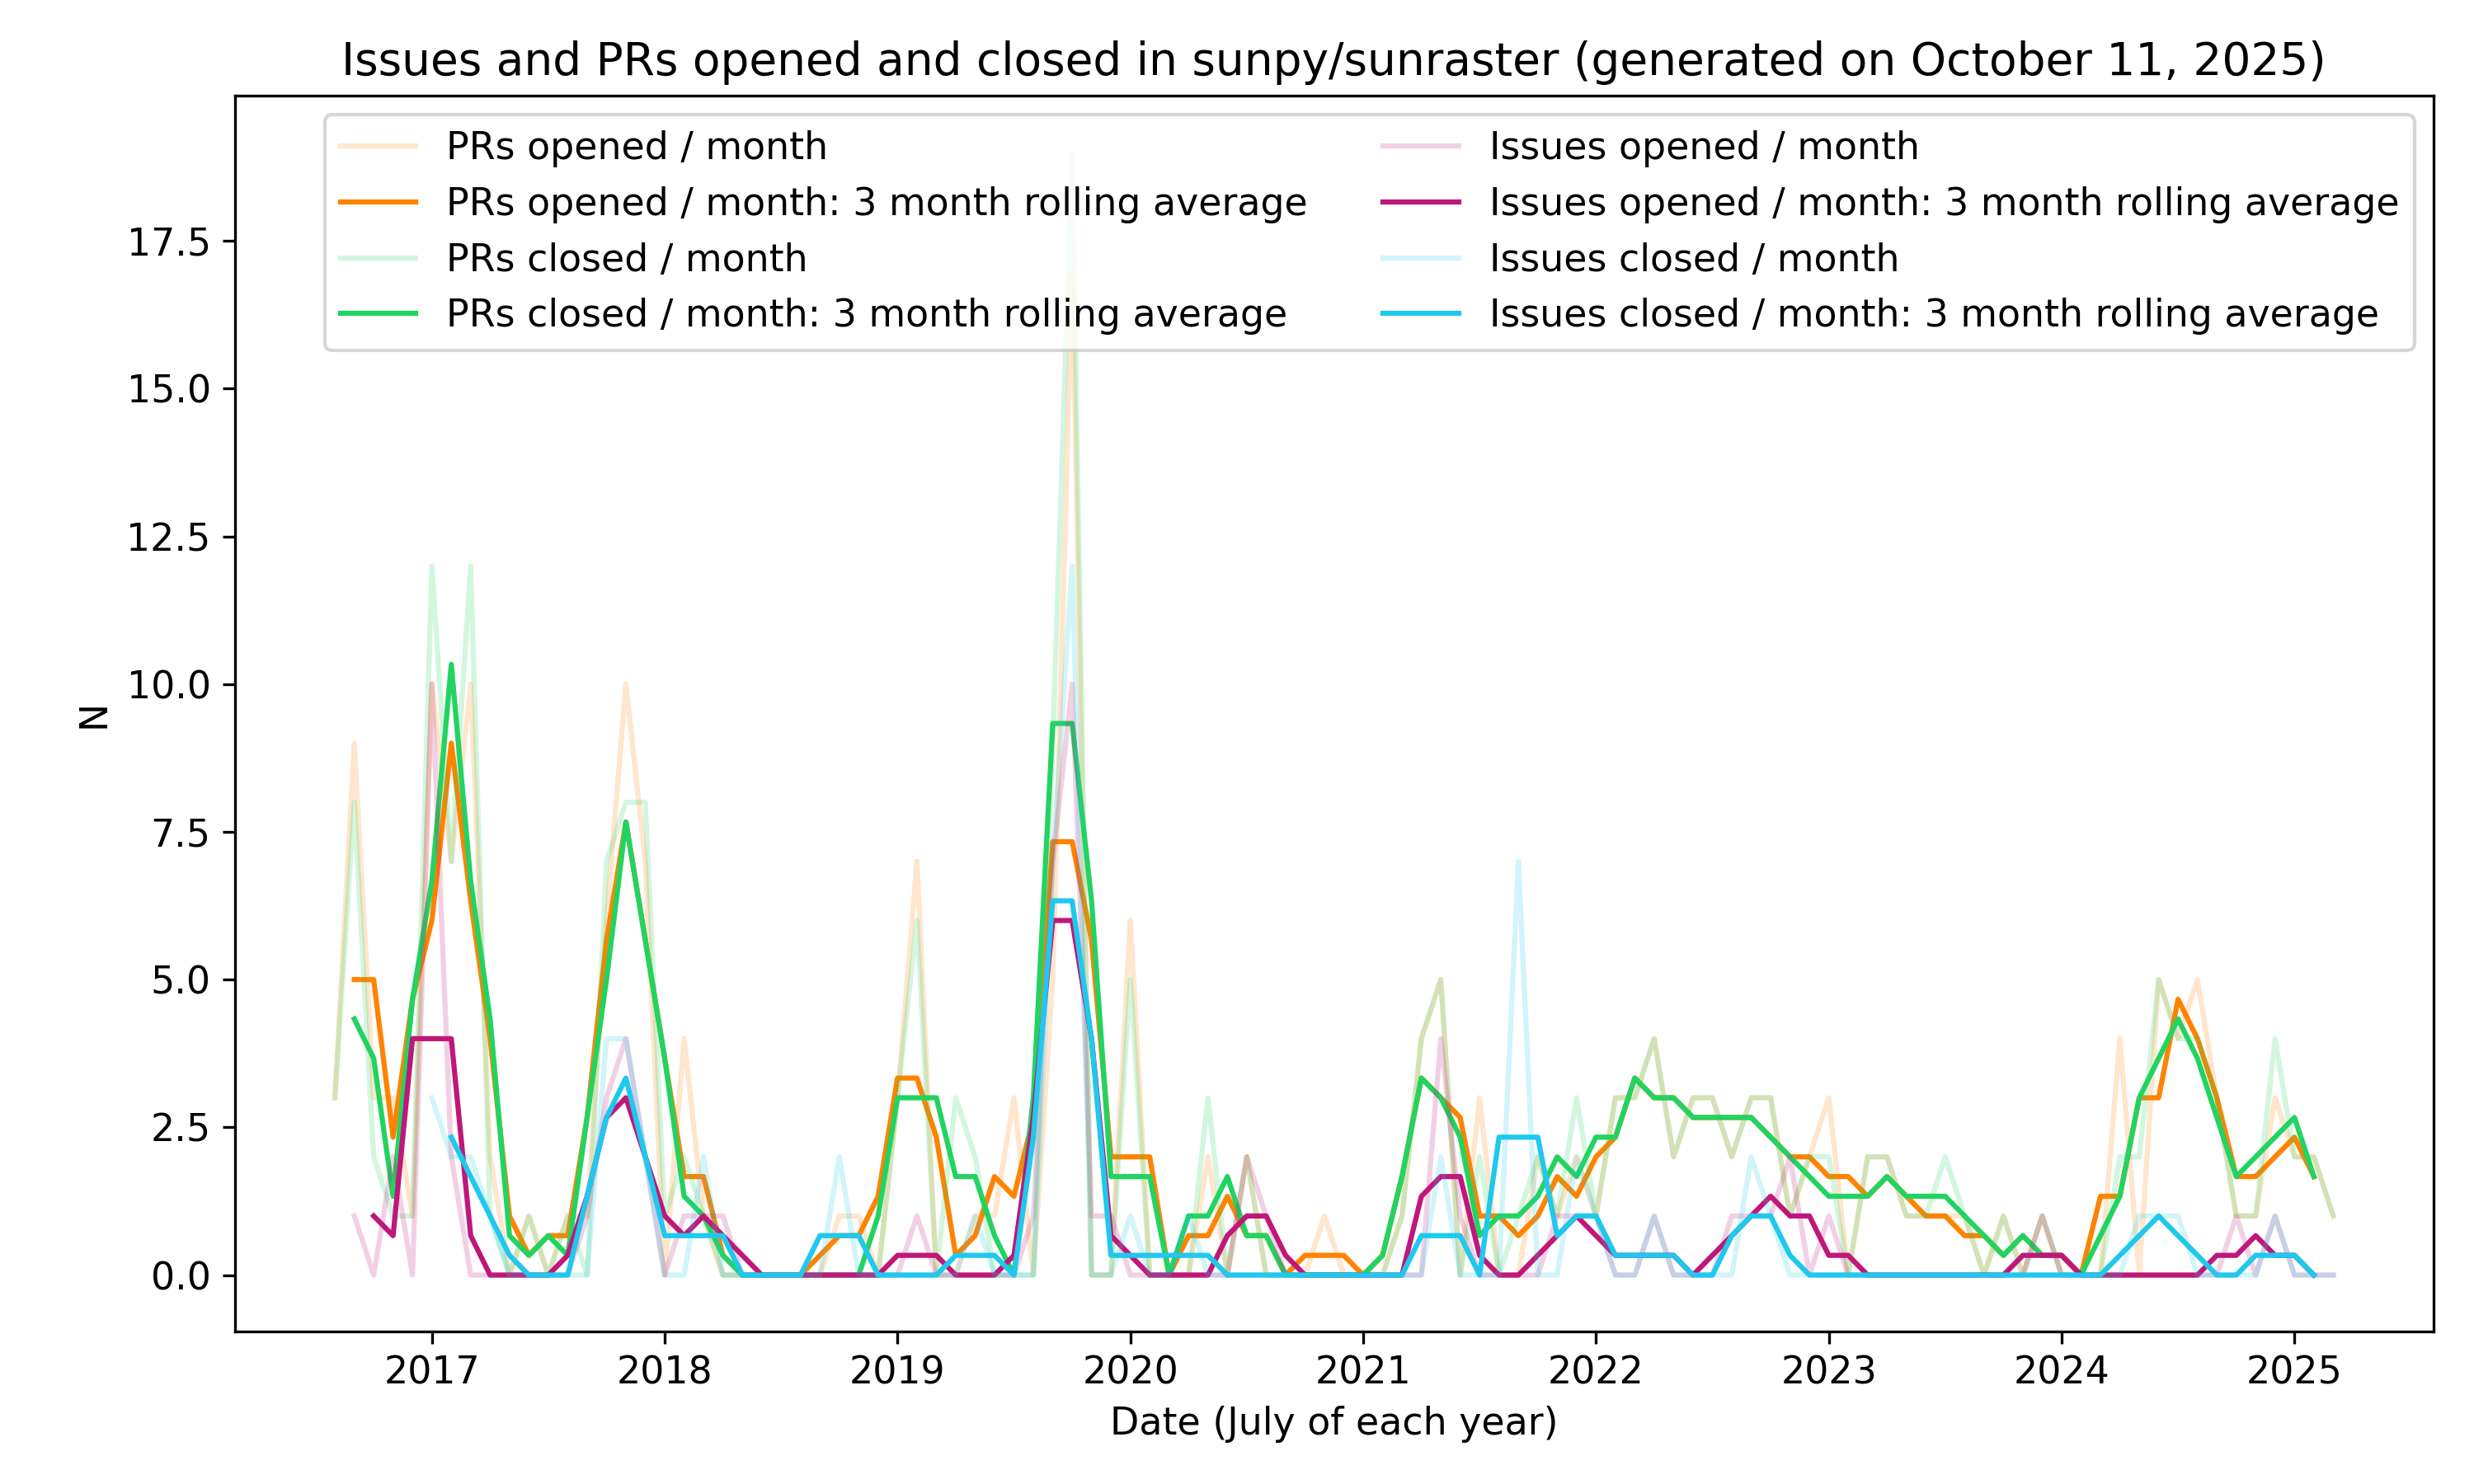 Issues and PRs opened and closed in sunpy/sunraster (generated on October 11, 2025)
PRs opened / month
PRs opened / month: 3 month rolling average
PRs closed / month
PRs closed / month: 3 month rolling average
Issues opened / month
Issues opened / month: 3 month rolling average
Issues closed / month
Issues closed / month: 3 month rolling average
17.5
15.0
12.5
10.0
7.5
5.0
2.5
0.0
N
2017 2018 2019 2020 2021 2022 2023 2024 2025
Date (July of each year)